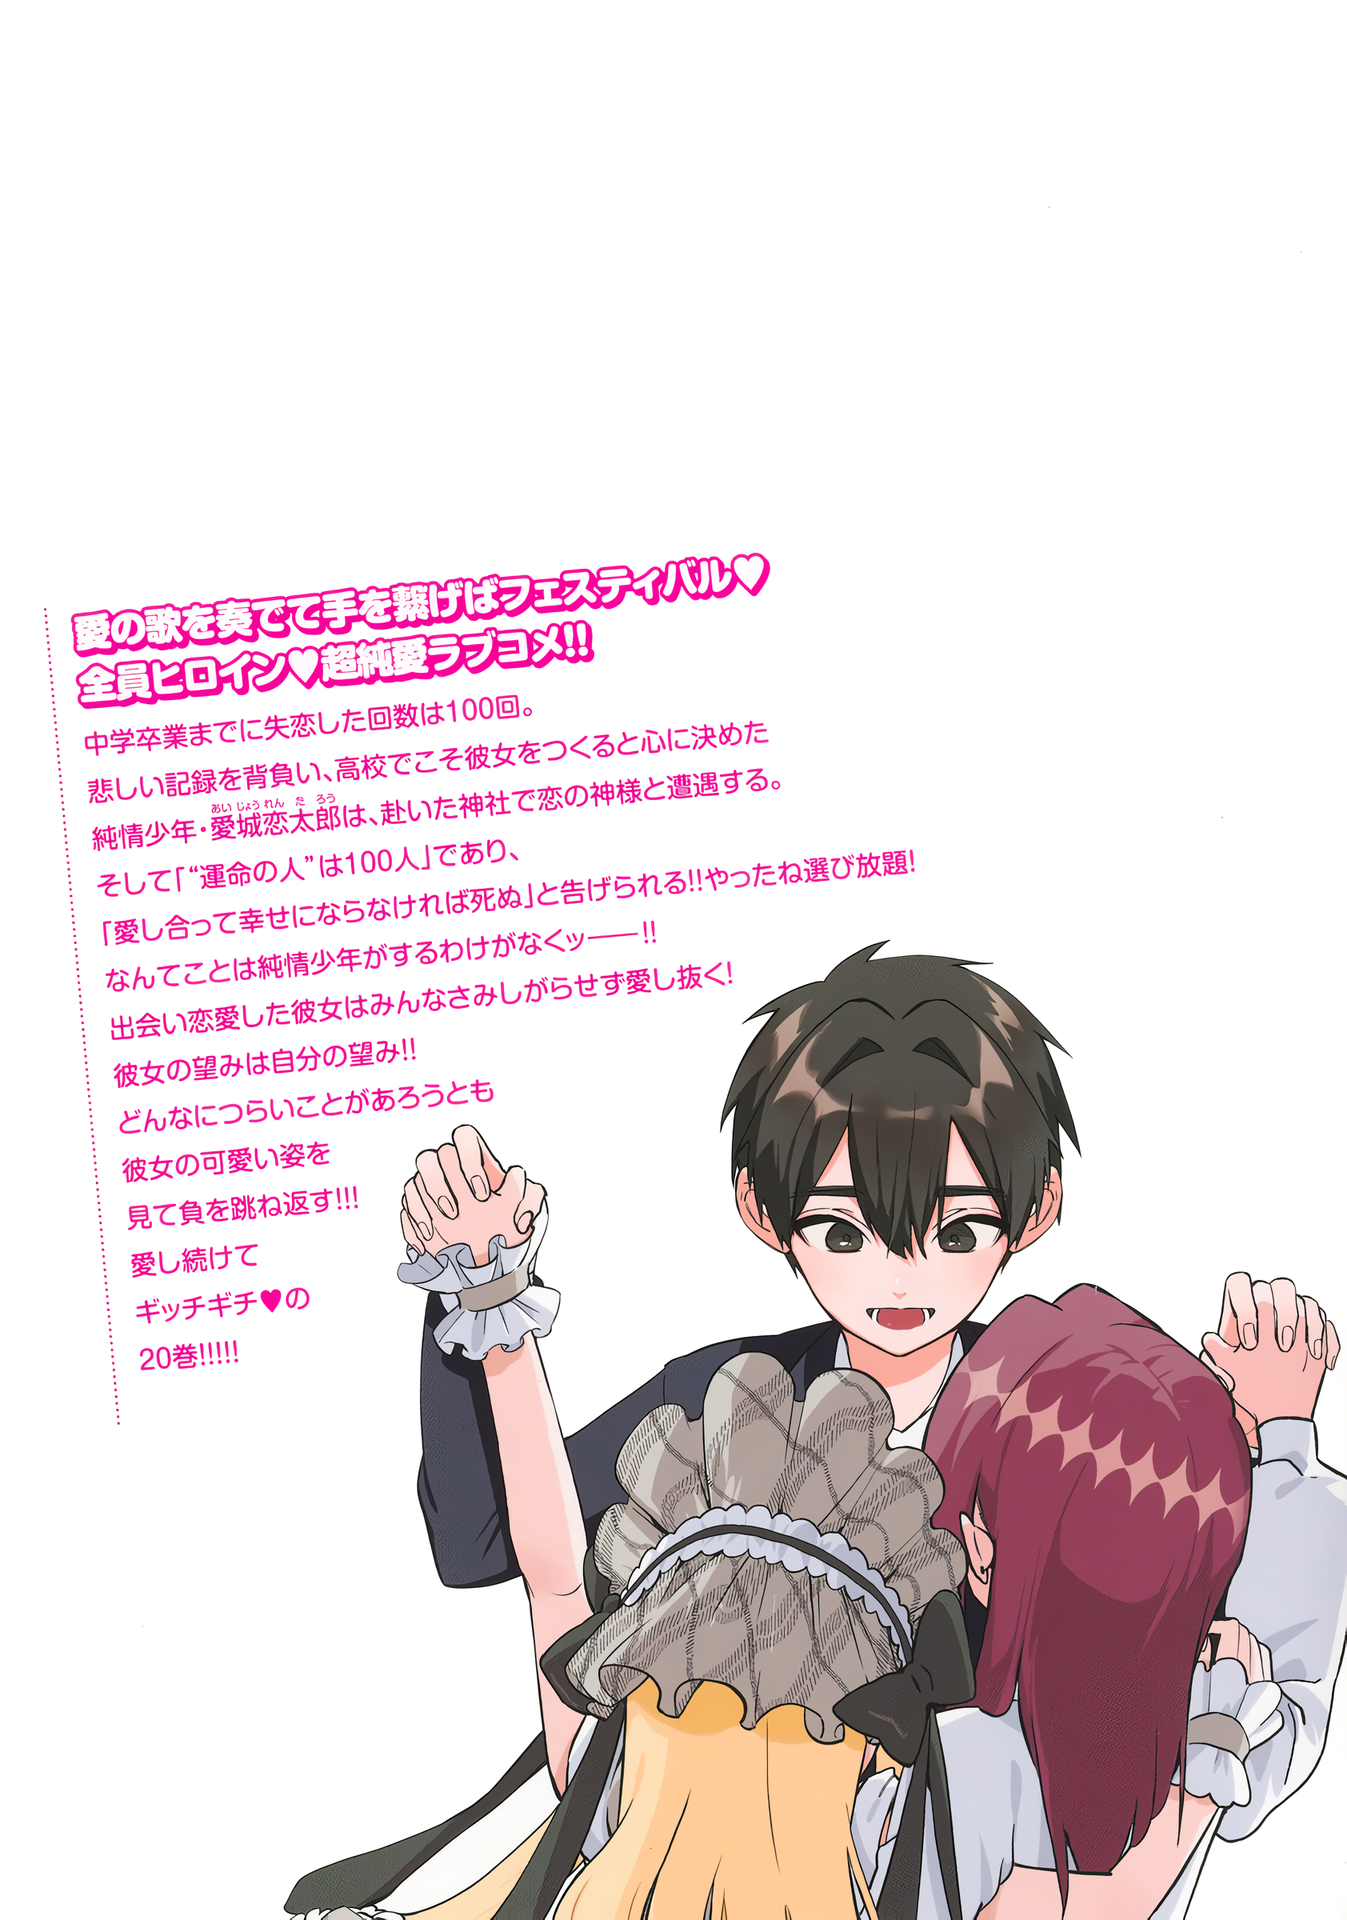 愛の歌を奏でて手を繋げばフェスティバル♥
全員ヒロイン♥超純愛ラブコメ!!
中学卒業までに失恋した回数は100回。
悲しい記録を背負い、高校でこそ彼女をつくると心に決めた
あいじょうれんたろう
純情少年・愛城恋太郎は、赴いた神社で恋の神様と遭遇する。
そして「“運命の人”は100人」であり、
「愛し合って幸せにならなければ死ぬ」と告げられる!!やったね選び放題!
なんてことは純情少年がするわけがなくッ――!!
出会い恋愛した彼女はみんなさみしがらせず愛し抜く!
彼女の望みは自分の望み!!
どんなにつらいことがあろうとも
彼女の可愛い姿を
見て負を跳ね返す!!!
愛し続けて
ギッチギチ♥の
20巻!!!!!